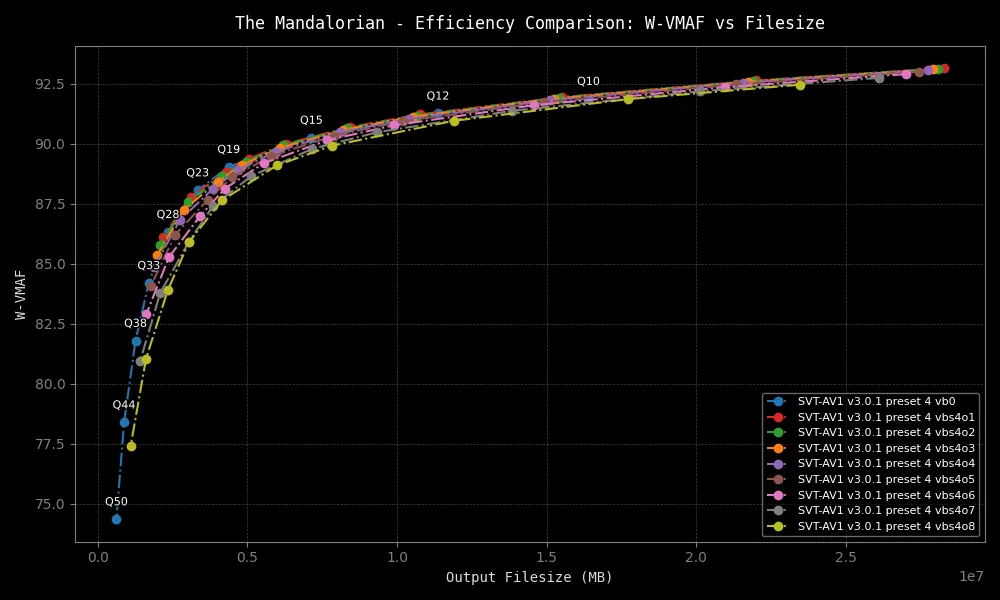 The Mandalorian - Efficiency Comparison: W-VMAF vs Filesize
92.5
90.0
87.5
85.0
82.5
80.0
77.5
75.0
W-VMAF
Q10
Q12
Q15
Q19
Q23
Q28
Q33
Q38
Q44
Q50
SVT-AV1 v3.0.1 preset 4 vb0
SVT-AV1 v3.0.1 preset 4 vbs4o1
SVT-AV1 v3.0.1 preset 4 vbs4o2
SVT-AV1 v3.0.1 preset 4 vbs4o3
SVT-AV1 v3.0.1 preset 4 vbs4o4
SVT-AV1 v3.0.1 preset 4 vbs4o5
SVT-AV1 v3.0.1 preset 4 vbs4o6
SVT-AV1 v3.0.1 preset 4 vbs4o7
SVT-AV1 v3.0.1 preset 4 vbs4o8
0.0 0.5 1.0 1.5 2.0 2.5
1e7
Output Filesize (MB)